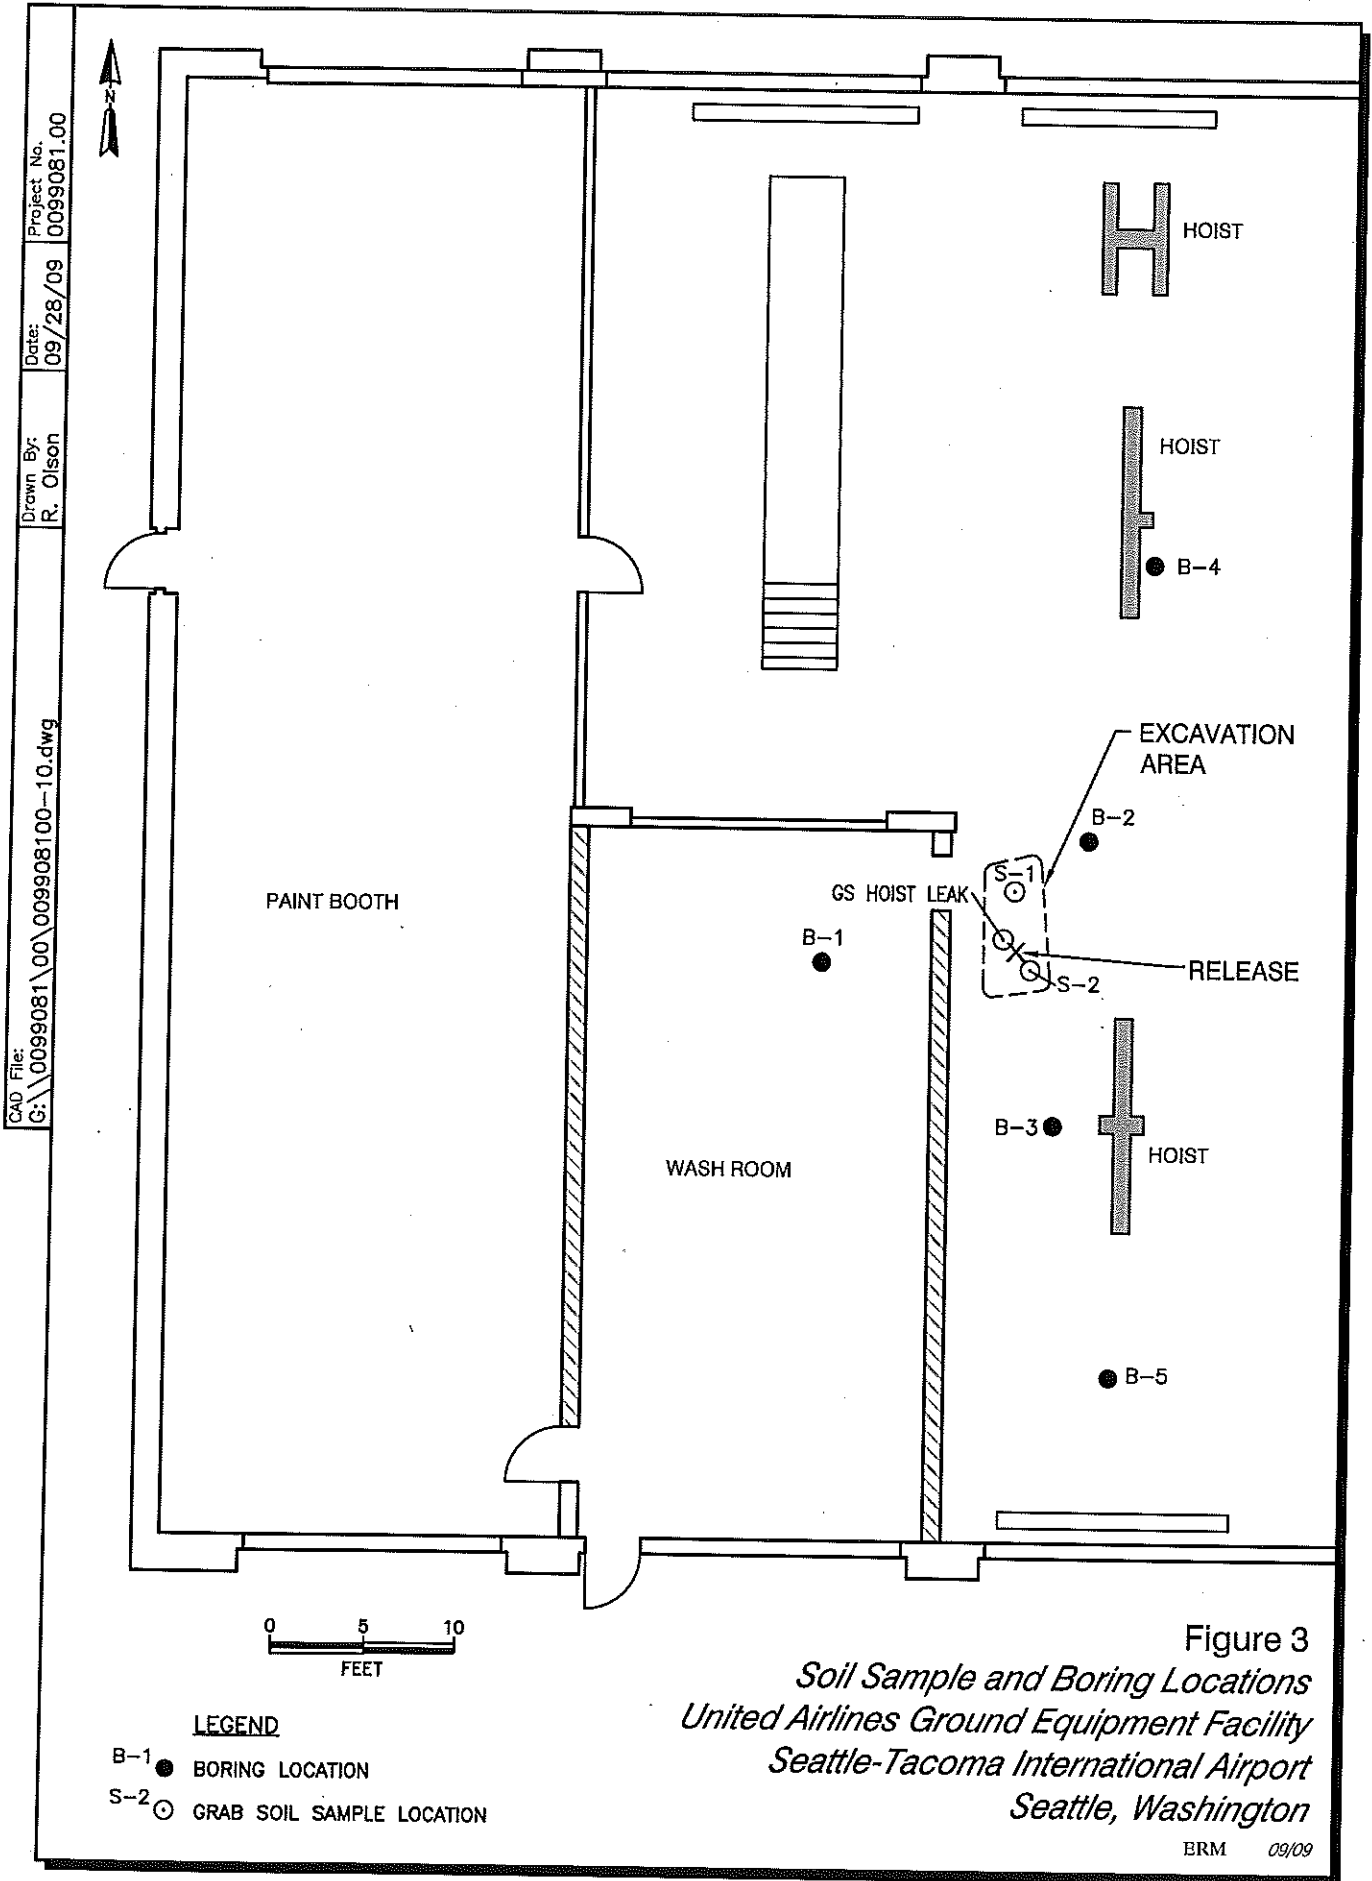 N
CAD File:
G:\0099081\00\009908100-10.dwg
Drawn By:
R. Olson
Date:
09/28/09
Project No.
0099081.00
HOIST
HOIST
B-4
EXCAVATION
AREA
B-2
S-1
GS HOIST LEAK
PAINT BOOTH
B-1
RELEASE
S-2
B-3
HOIST
WASH ROOM
B-5
0 5 10
FEET
LEGEND
B-1 BORING LOCATION
S-2 GRAB SOIL SAMPLE LOCATION
Figure 3
Soil Sample and Boring Locations
United Airlines Ground Equipment Facility
Seattle-Tacoma International Airport
Seattle, Washington
ERM 09/09